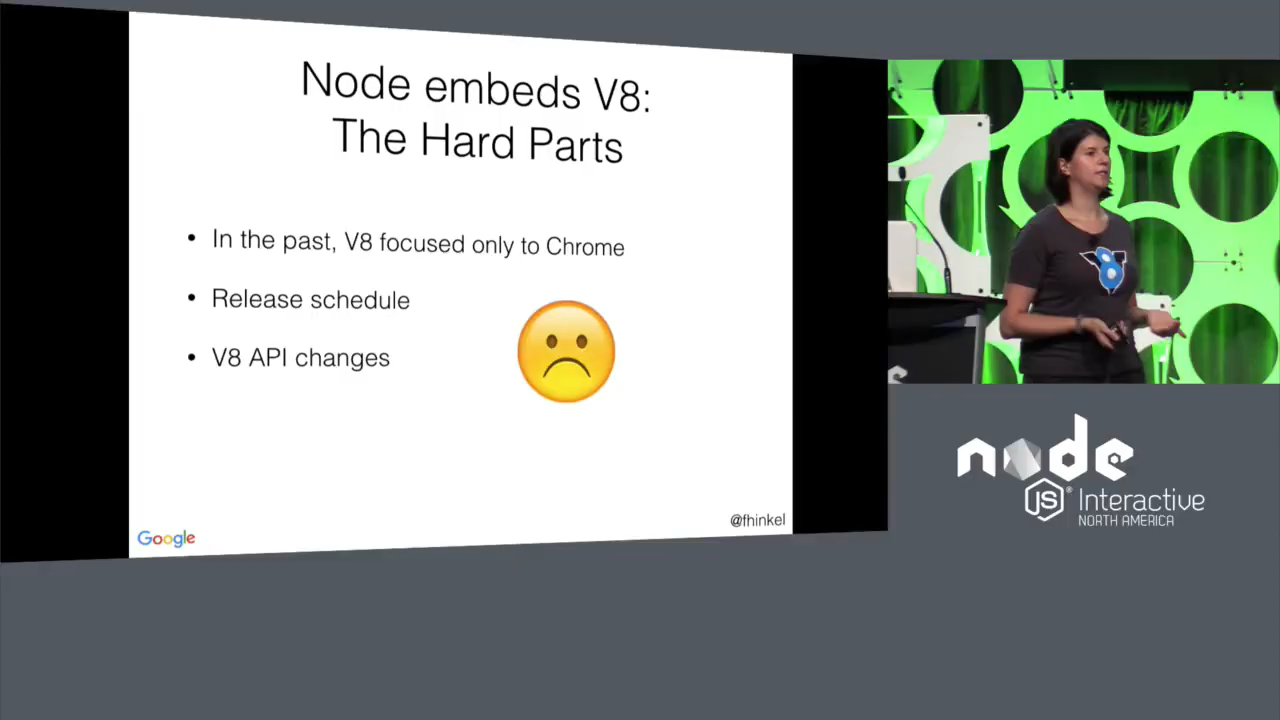 Node embeds V8:
The Hard Parts
• In the past, V8 focused only to Chrome
• Release schedule
• V8 API changes
@fhinkel
Google
node
JS® Interactive
NORTH AMERICA